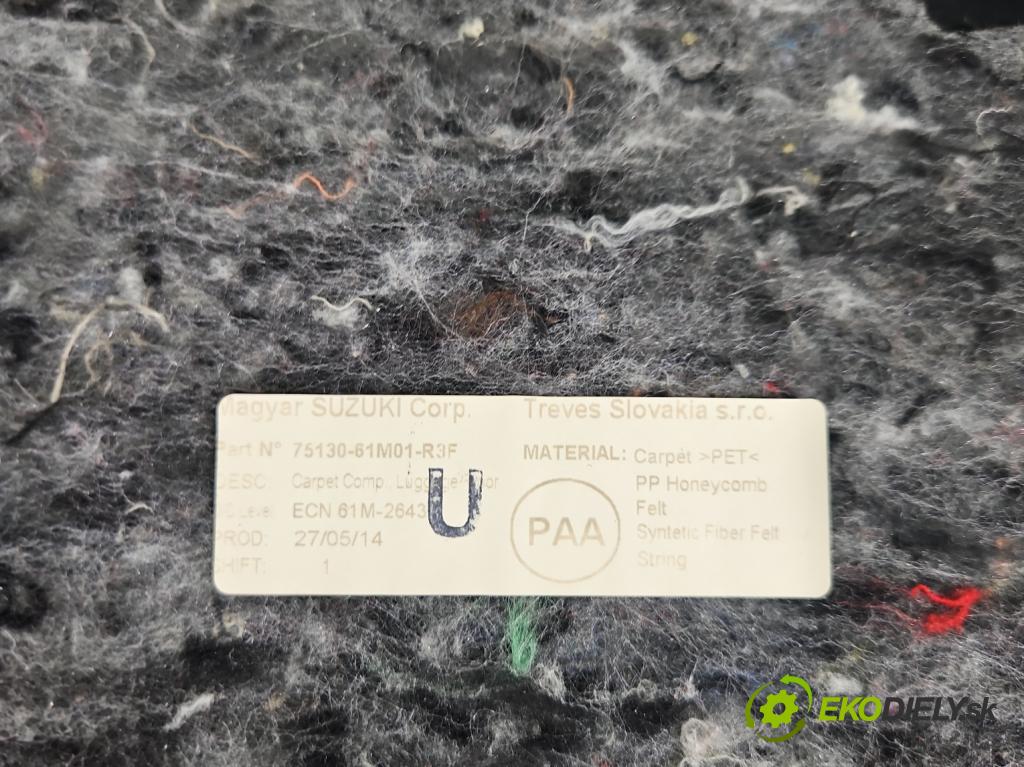 Magyar SUZUKI Corp.
Part N° 75130-61M01-R3F
DESC: Carpet Comp., Luggage Floor
Level ECN 61M-2643
PROD: 27/05/14
SHIFT: 1
U
Treves Slovakia s.r.o.
MATERIAL: Carpet >PET<
PP Honeycomb
Felt
Syntetic Fiber Felt
String
PAA
EKODIELY.sk